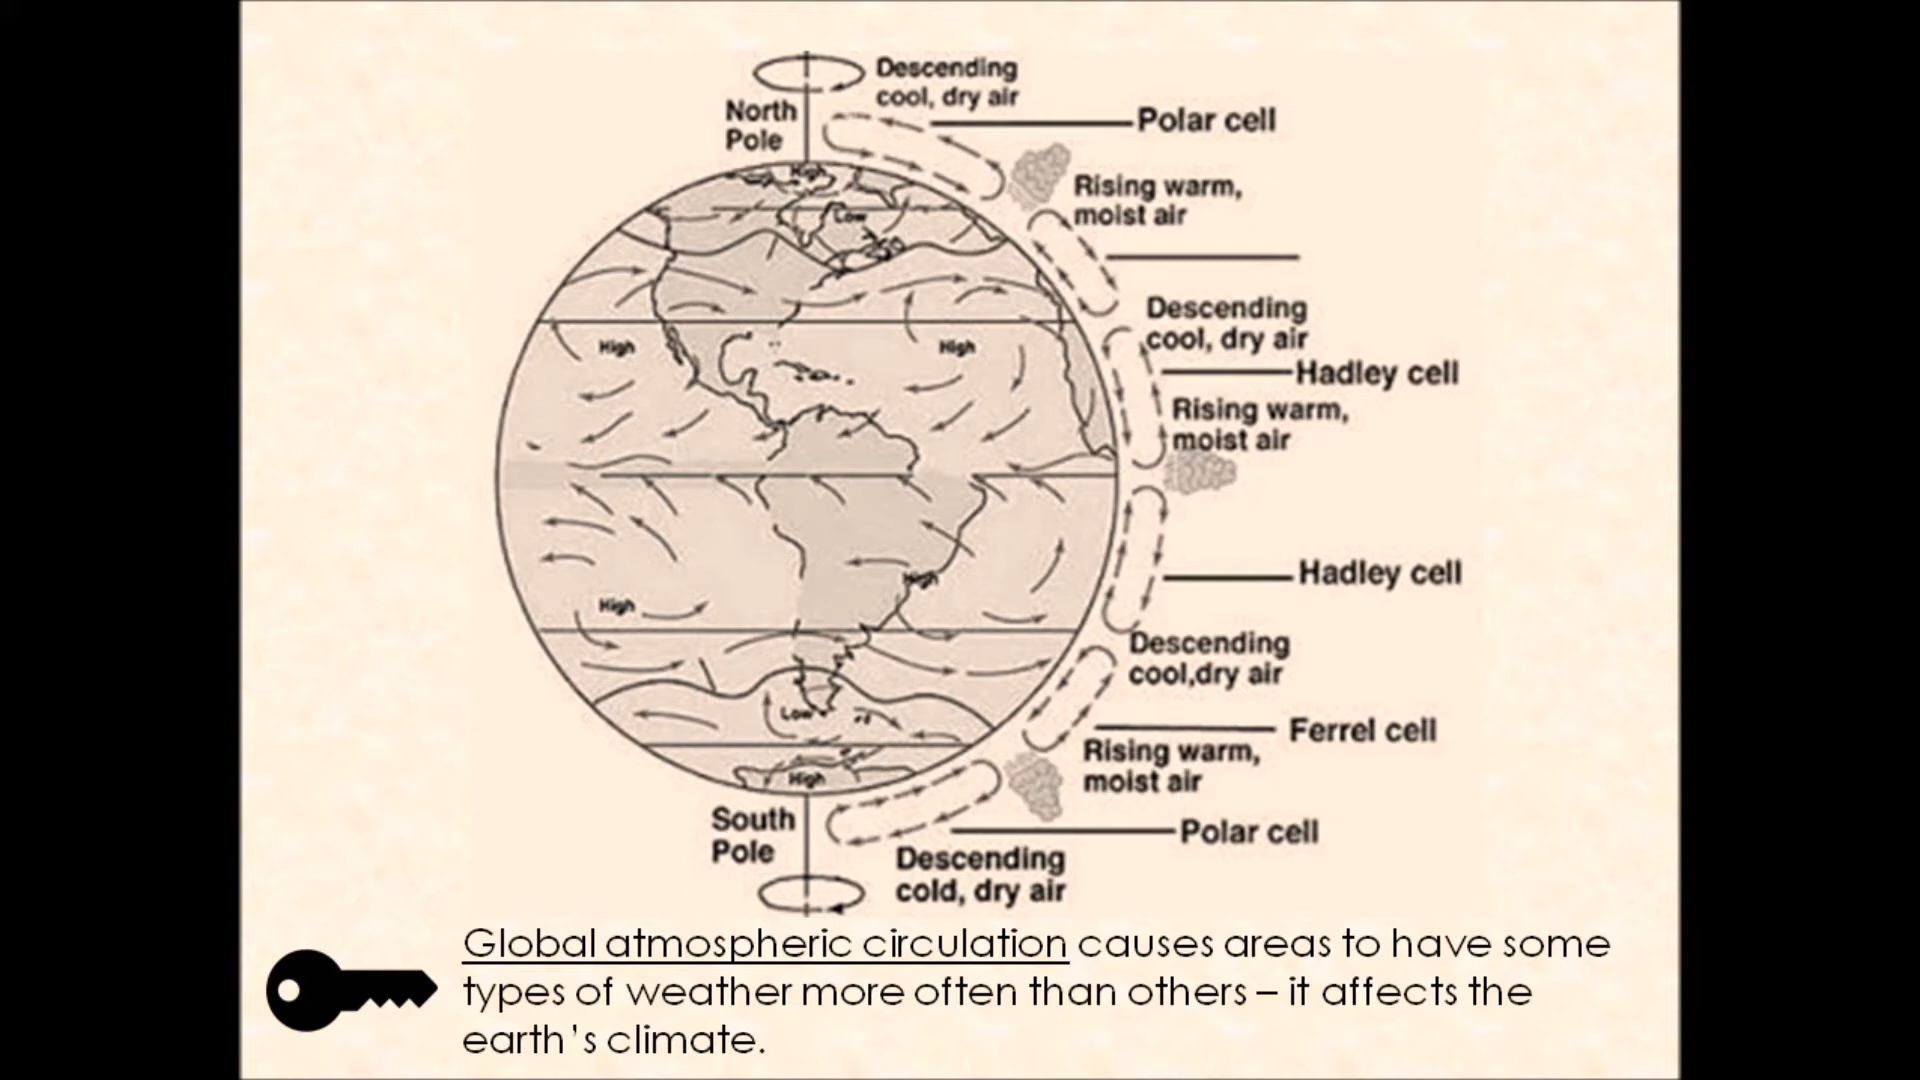 Descending
cool, dry air
North
Pole
Polar cell
High
Rising warm,
moist air
Low
Descending
cool, dry air
High
High
Hadley cell
Rising warm,
moist air
Hadley cell
High
High
Descending
cool,dry air
Low
Ferrel cell
Rising warm,
moist air
High
South
Pole
Polar cell
Descending
cold, dry air
Global atmospheric circulation causes areas to have some
types of weather more often than others – it affects the
earth's climate.